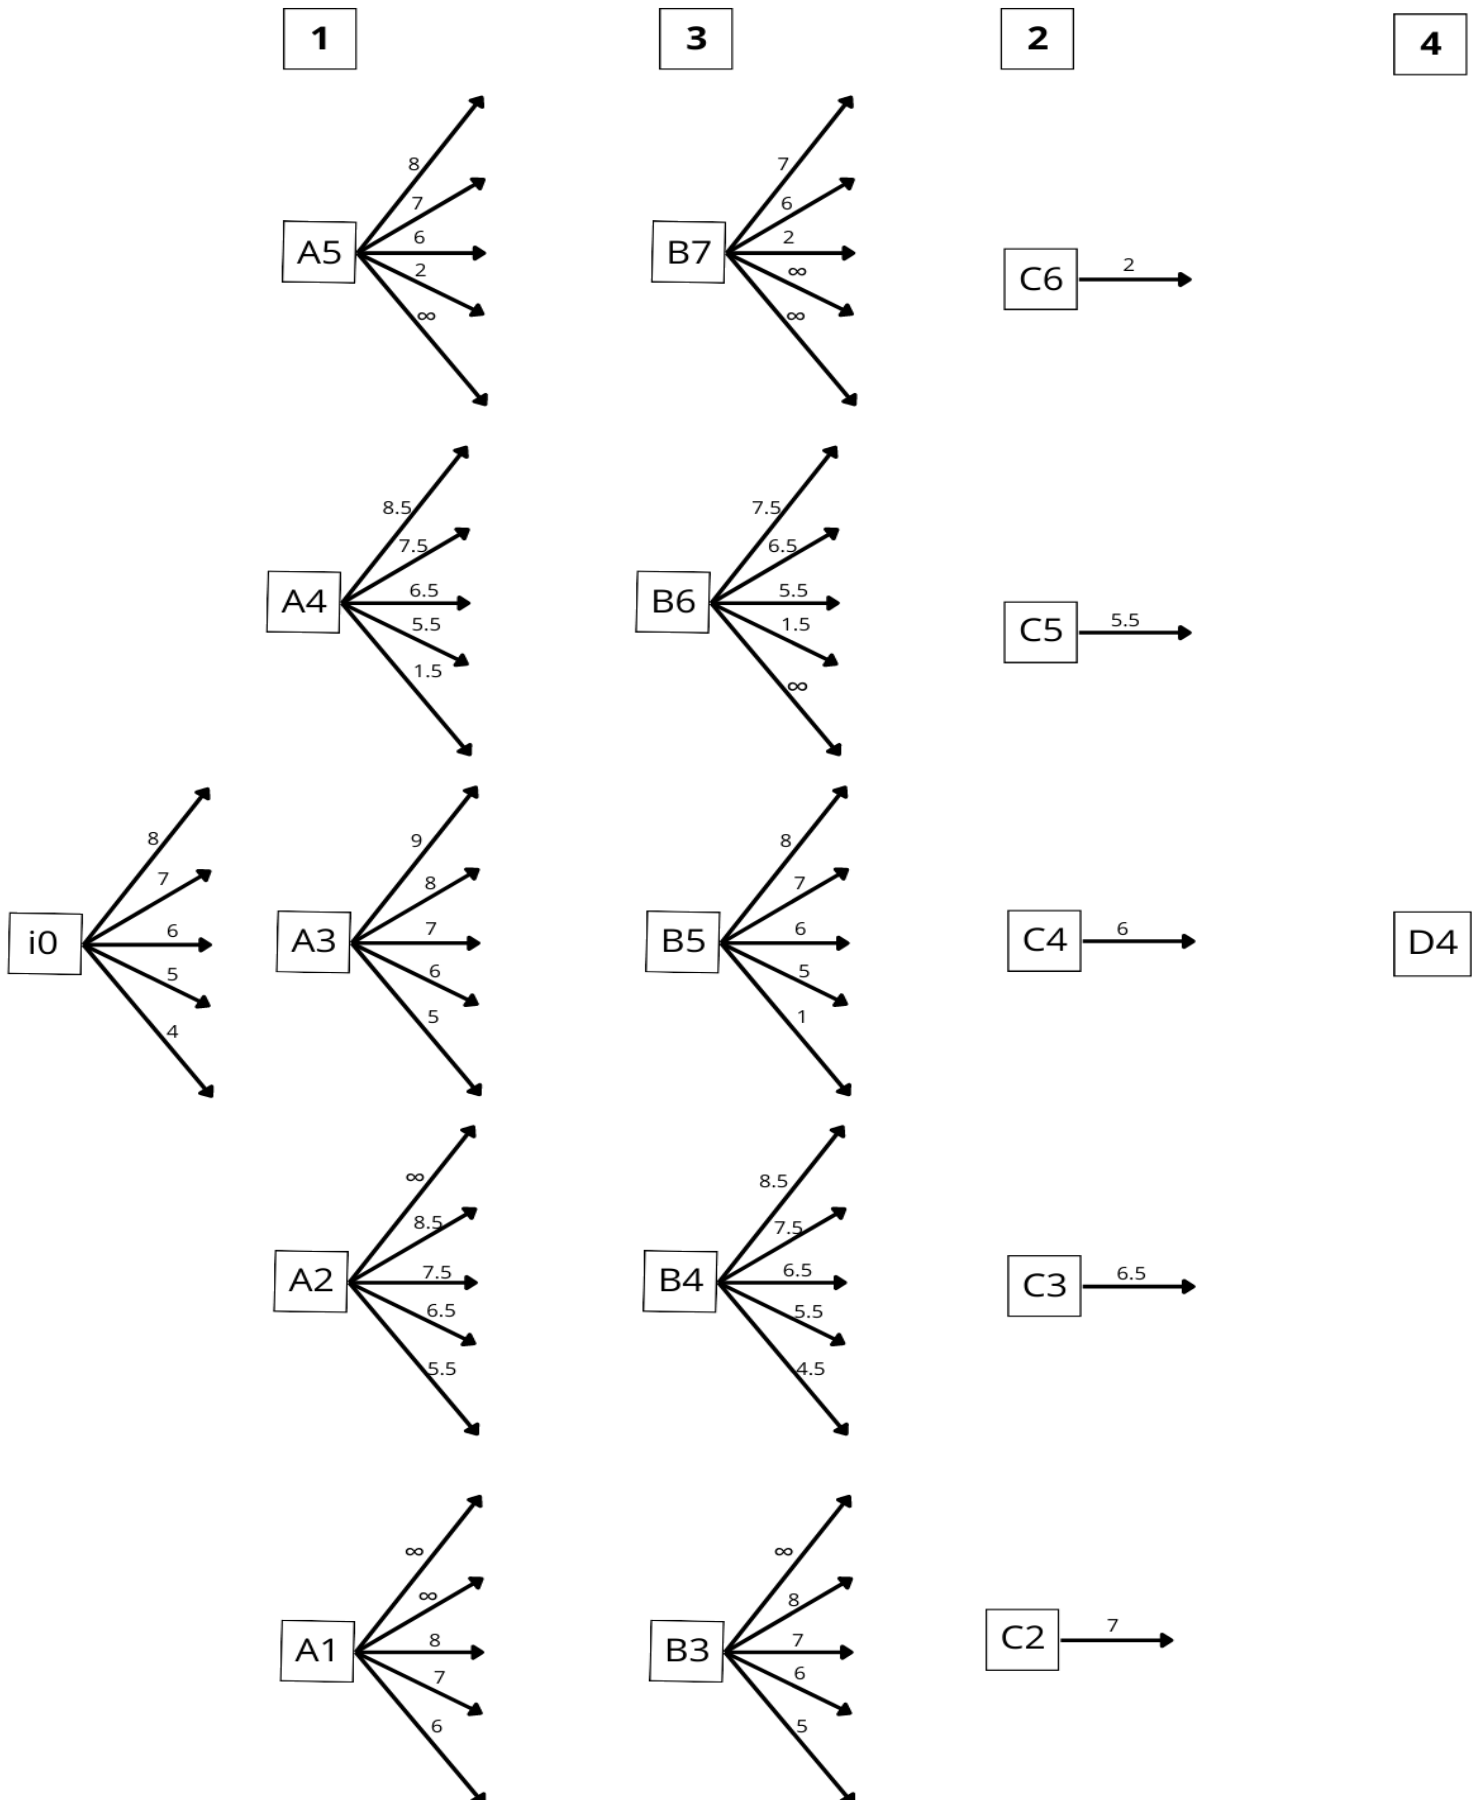 1 3 2 4
8 7
7 6
A5 6 B7 2 C6 2
2 ∞
∞ ∞
8.5 7.5
7.5 6.5
A4 6.5 B6 5.5 C5 5.5
5.5 1.5
1.5 ∞
8 9 8
7 8 7
i0 6 A3 7 B5 6 C4 6 D4
5 6 5
4 5 1
∞ 8.5
8.5 7.5
A2 7.5 B4 6.5 C3 6.5
6.5 5.5
5.5 4.5
∞ ∞
∞ 8
A1 8 B3 7 C2 7
7 6
6 5